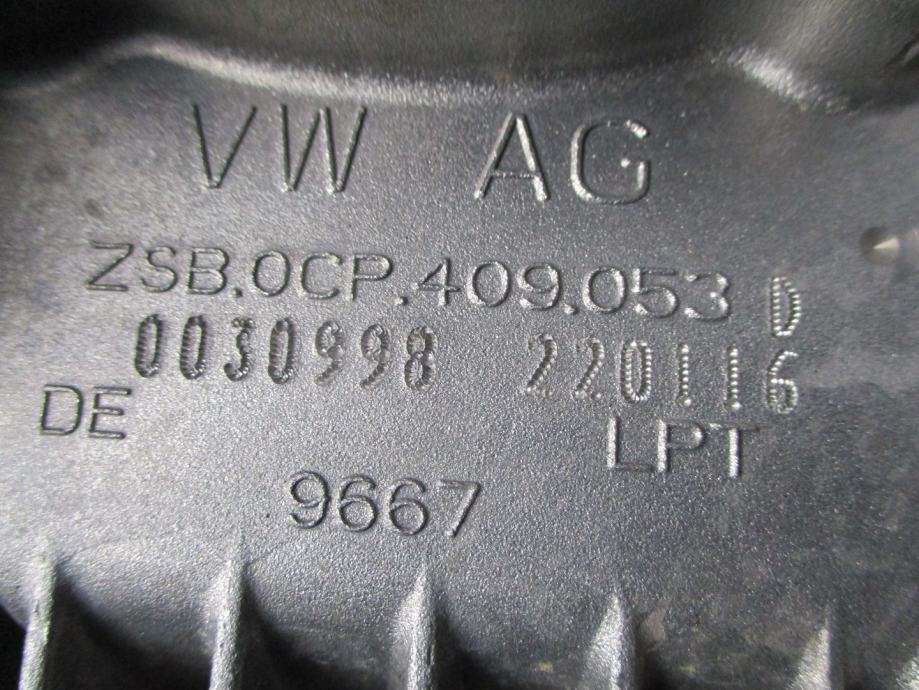 VW AG
ZSB.0CP.409.053 D
0030998 220116
DE LPT
9667